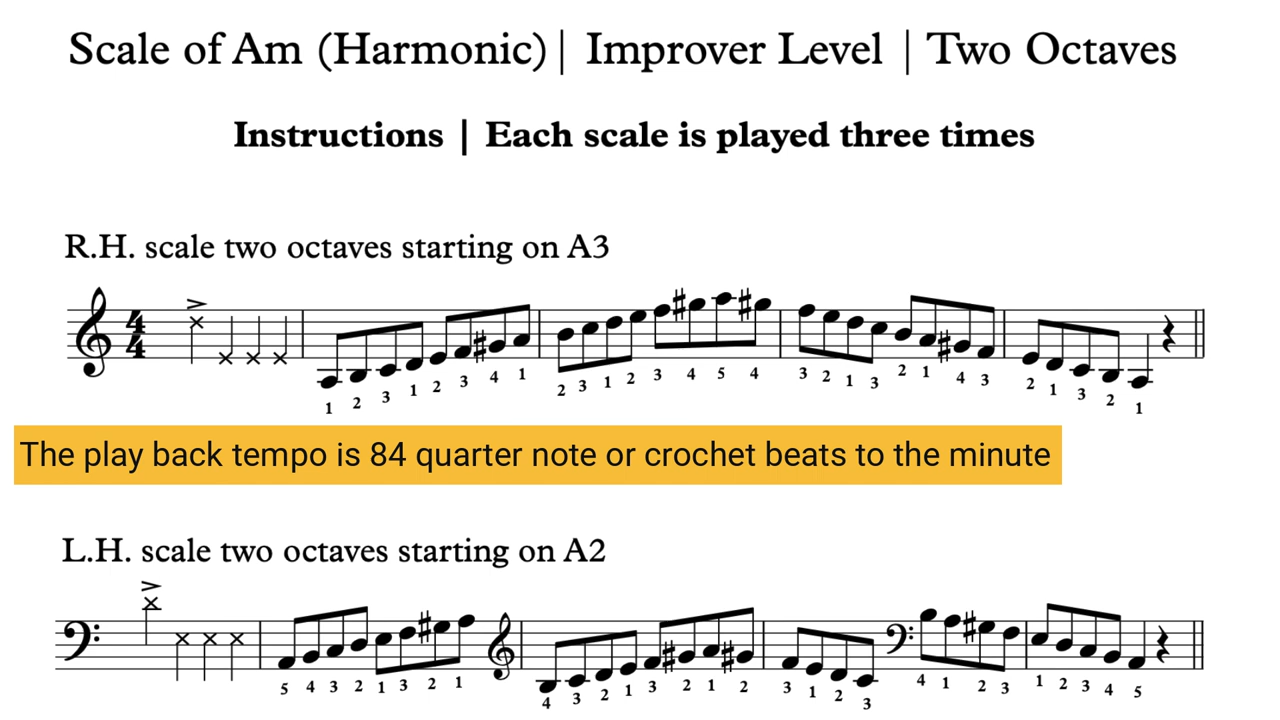 Scale of Am (Harmonic) | Improver Level | Two Octaves
Instructions | Each scale is played three times
R.H. scale two octaves starting on A3
4 4
1 2 3 1 2 3 4 1 2 3 1 2 3 4 5 4 3 2 1 3 2 1 4 3 2 1 3 2 1
The play back tempo is 84 quarter note or crochet beats to the minute
L.H. scale two octaves starting on A2
5 4 3 2 1 3 2 1 4 3 2 1 3 2 1 2 3 1 2 3 4 1 2 3 1 2 3 4 5